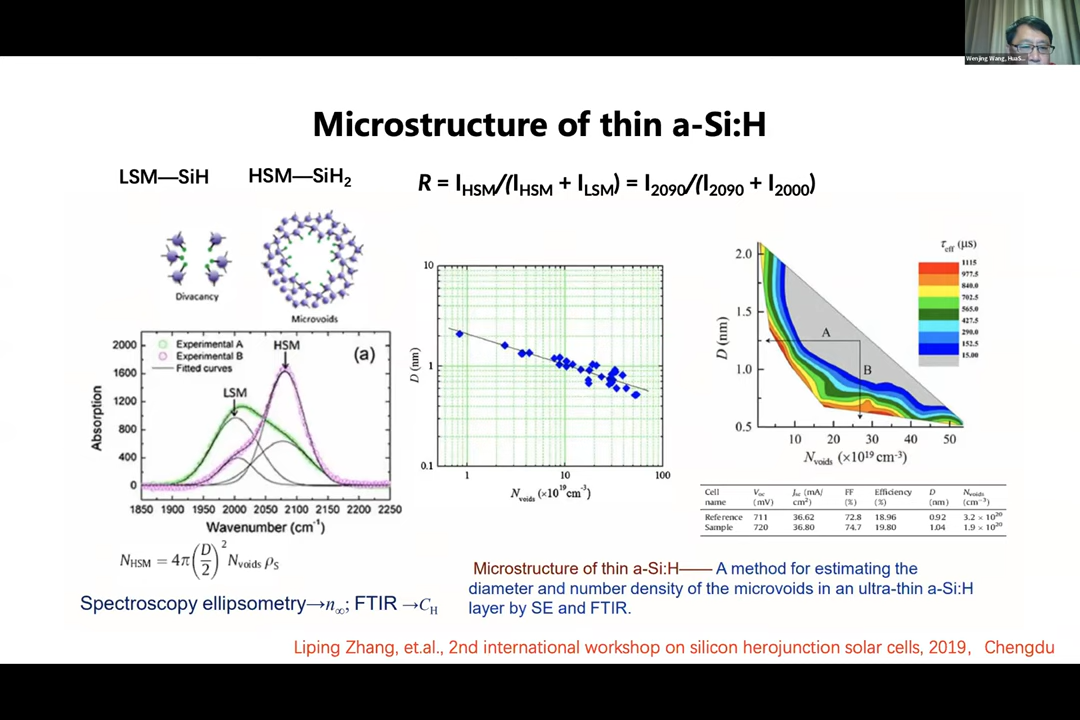 Wenjing Wang, HuaS...
Microstructure of thin a-Si:H
LSM—SiH
HSM—SiH₂
R = I_HSM/(I_HSM + I_LSM) = I₂₀₉₀/(I₂₀₉₀ + I₂₀₀₀)
Divacancy
Microvoids
Experimental A
Experimental B
Fitted curves
HSM
(a)
LSM
Absorption
2000
1600
1200
800
400
0
1850 1900 1950 2000 2050 2100 2150 2200 2250
Wavenumber (cm⁻¹)
D (nm)
10
1
0.1
1 10 100
N_voids (×10¹⁹cm⁻³)
τ_eff (μs)
1115
977.5
840.0
702.5
565.0
427.5
290.0
152.5
15.00
D (nm)
2.0
1.5
1.0
0.5
A
B
10 20 30 40 50
N_voids (×10¹⁹ cm⁻³)
Cell name V_oc (mV) J_sc (mA/cm²) FF (%) Efficiency (%) D (nm) N_voids (cm⁻³)
Reference 711 36.62 72.8 18.96 0.92 3.2 × 10²⁰
Sample 720 36.80 74.7 19.80 1.04 1.9 × 10²⁰
N_HSM = 4π(D/2)² N_voids ρ_S
Spectroscopy ellipsometry→n∞; FTIR →C_H
Microstructure of thin a-Si:H—— A method for estimating the
diameter and number density of the microvoids in an ultra-thin a-Si:H
layer by SE and FTIR.
Liping Zhang, et.al., 2nd international workshop on silicon herojunction solar cells, 2019， Chengdu